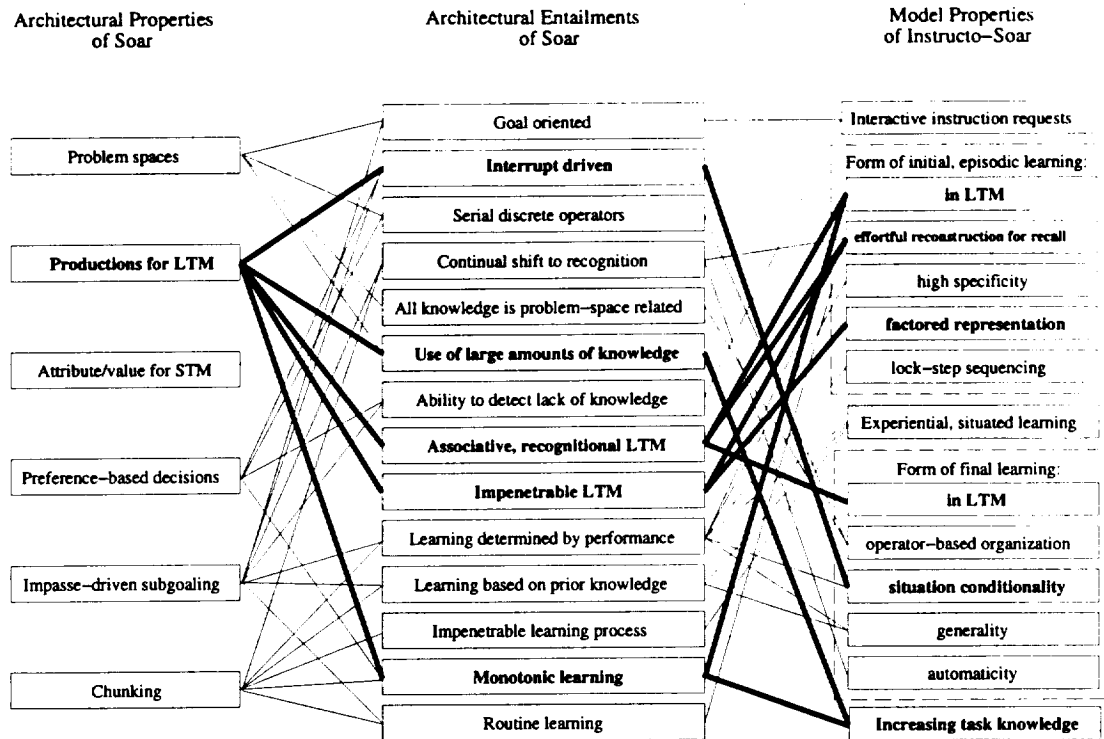 Architectural Properties
of Soar
Architectural Entailments
of Soar
Model Properties
of Instructo-Soar
Problem spaces
Productions for LTM
Attribute/value for STM
Preference-based decisions
Impasse-driven subgoaling
Chunking
Goal oriented
Interrupt driven
Serial discrete operators
Continual shift to recognition
All knowledge is problem-space related
Use of large amounts of knowledge
Ability to detect lack of knowledge
Associative, recognitional LTM
Impenetrable LTM
Learning determined by performance
Learning based on prior knowledge
Impenetrable learning process
Monotonic learning
Routine learning
Interactive instruction requests
Form of initial, episodic learning:
in LTM
effortful reconstruction for recall
high specificity
factored representation
lock-step sequencing
Experiential, situated learning
Form of final learning:
in LTM
operator-based organization
situation conditionality
generality
automaticity
Increasing task knowledge